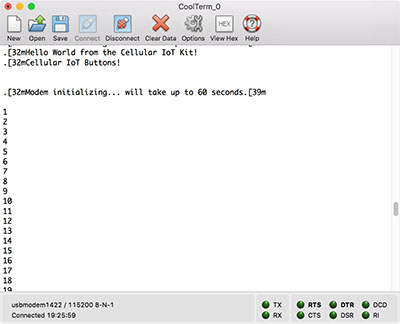 CoolTerm_0
New Open Save Connect Disconnect Clear Data Options View Hex Help
HEX ?
.[32mHello World from the Cellular IoT Kit!
.[32mCellular IoT Buttons!
.[32mModem initializing... will take up to 60 seconds.[39m
1
2
3
4
5
6
7
8
9
10
11
12
13
14
15
16
17
18
19
usbmodem1422 / 115200 8-N-1
Connected 19:25:59
TX RTS DTR DCD
RX CTS DSR RI